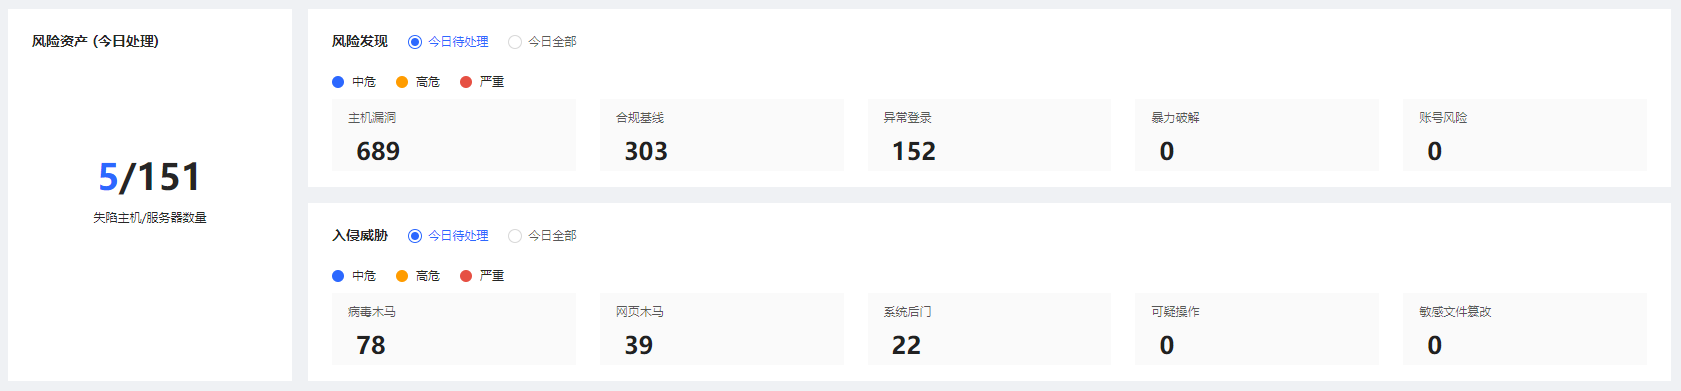 风险资产 (今日处理)
5/151
失陷主机/服务器数量
风险发现 今日待处理 今日全部
中危 高危 严重
主机漏洞 合规基线 异常登录 暴力破解 账号风险
689 303 152 0 0
入侵威胁 今日待处理 今日全部
中危 高危 严重
病毒木马 网页木马 系统后门 可疑操作 敏感文件篡改
78 39 22 0 0